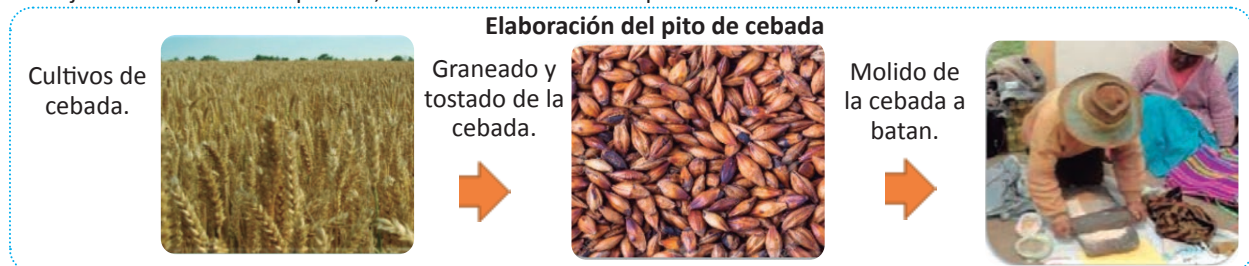 Elaboración del pito de cebada
Cultivos de
cebada.
Graneado y
tostado de la
cebada.
Molido de
la cebada a
batan.